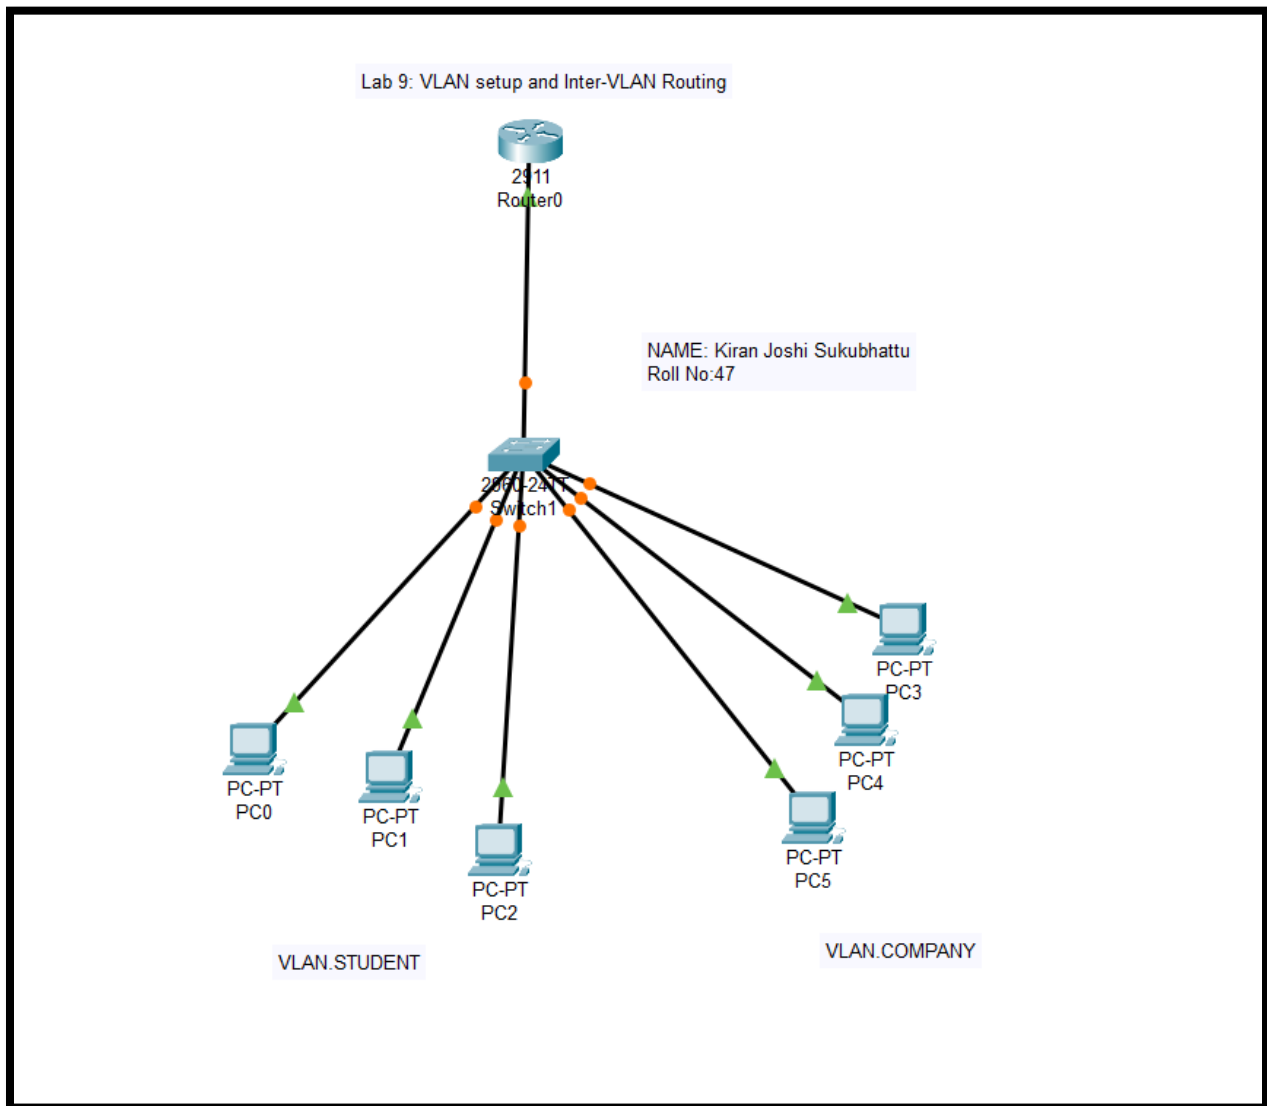 Lab 9: VLAN setup and Inter-VLAN Routing
2911
Router0
NAME: Kiran Joshi Sukubhattu
Roll No:47
2960-24TT
Switch1
PC-PT
PC3
PC-PT
PC4
PC-PT
PC0
PC-PT
PC1
PC-PT
PC5
PC-PT
PC2
VLAN.STUDENT
VLAN.COMPANY